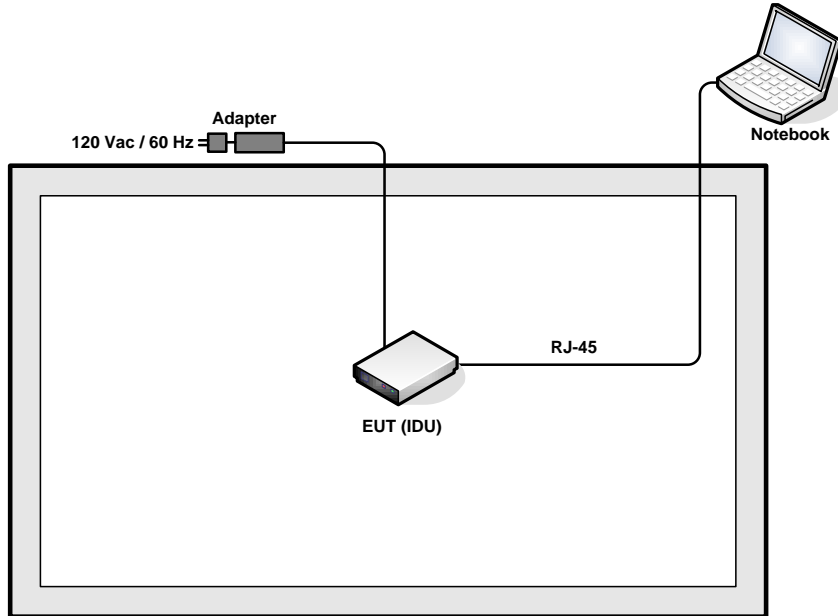 Adapter
120 Vac / 60 Hz
Notebook
RJ-45
EUT (IDU)